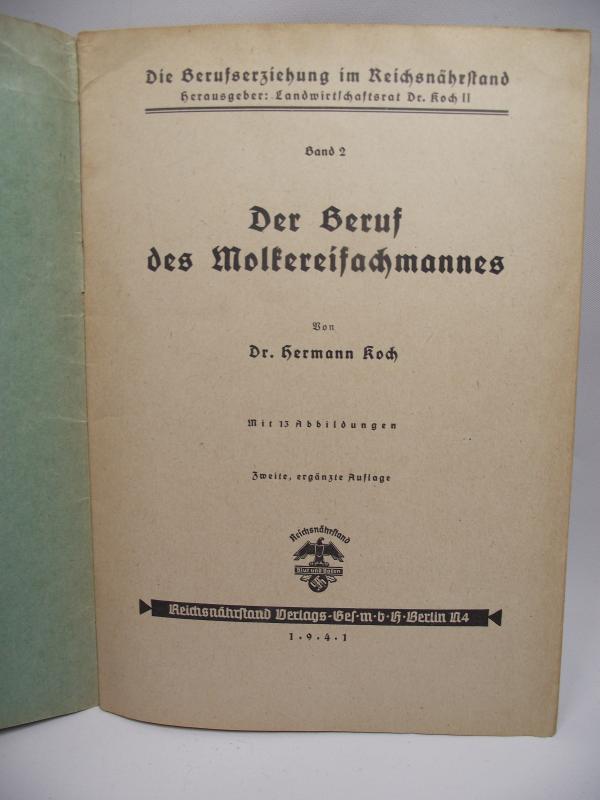 Die Berufserziehung im Reichsnährstand
Herausgeber: Landwirtschaftsrat Dr. Koch II
Band 2
Der Beruf
des Molkereifachmannes
Von
Dr. Hermann Koch
Mit 13 Abbildungen
Zweite, ergänzte Auflage
Reichsnährstand
Blut und Boden
Reichsnährstand Verlags-Ges·m·b·H·Berlin N4
1·9·4·1